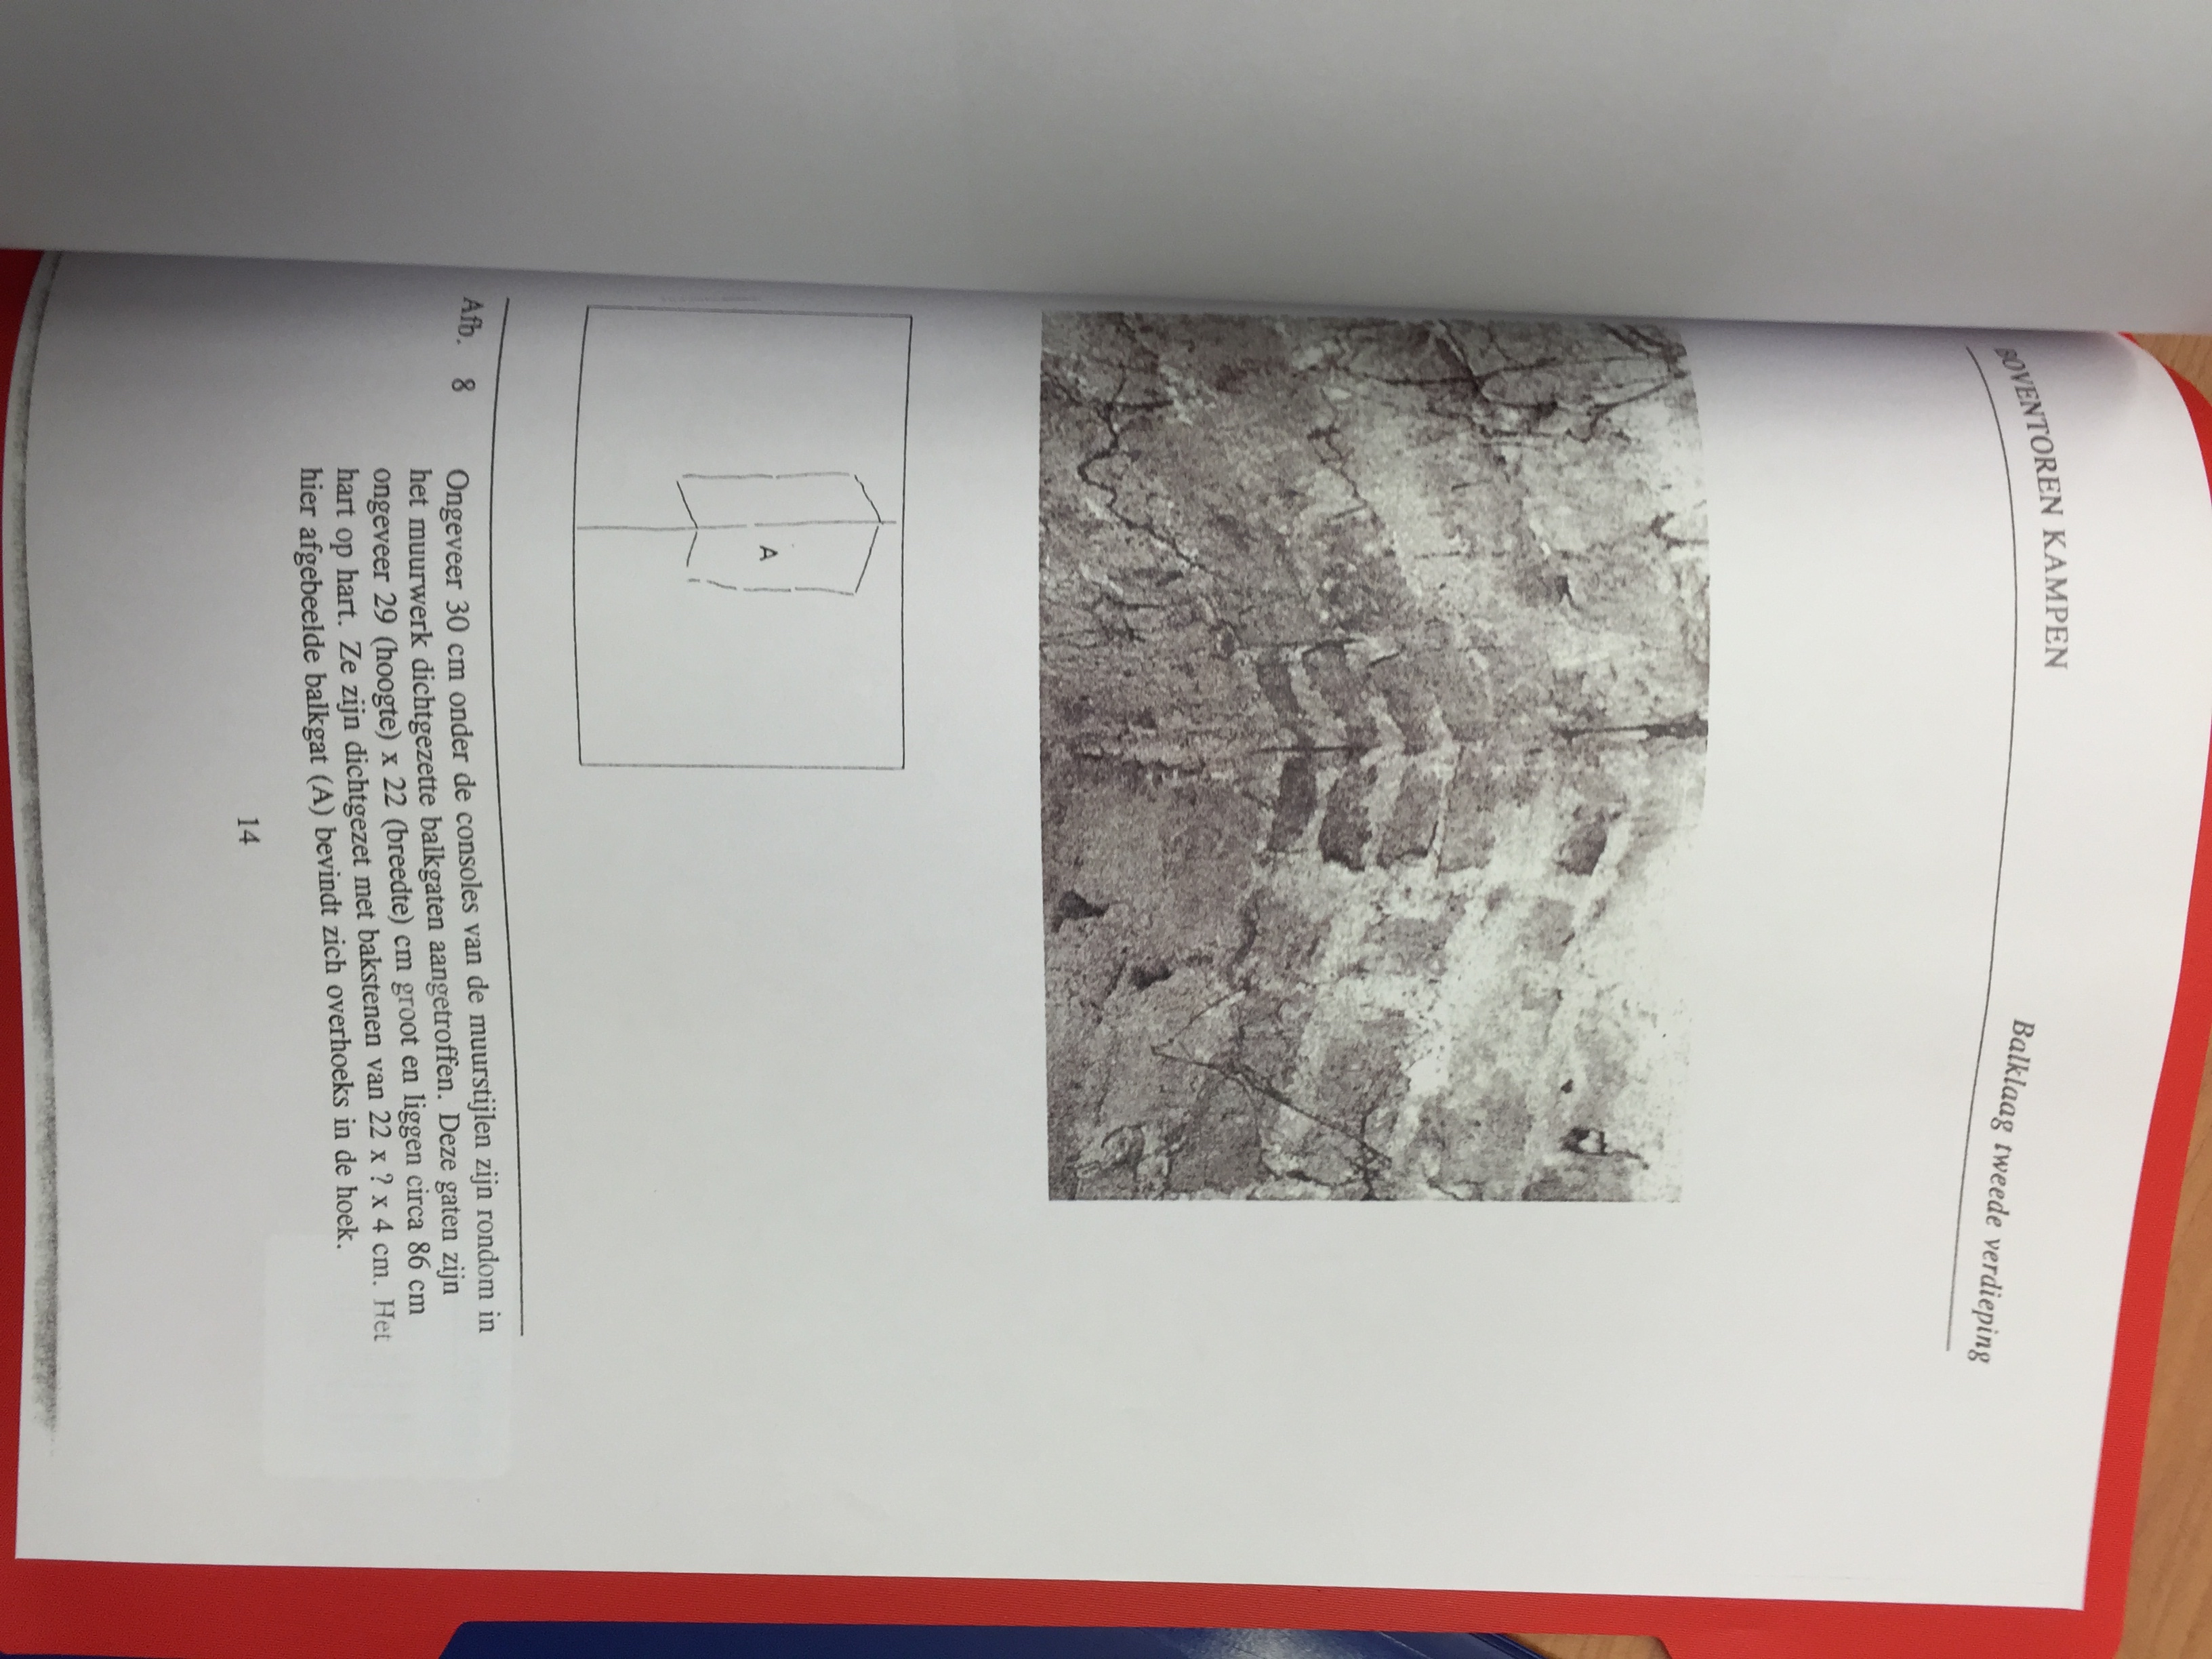 BOVENTOREN KAMPEN
Balklaag tweede verdieping
A
Afb. 8 Ongeveer 30 cm onder de consoles van de muurstijlen zijn rondom in
het muurwerk dichtgezette balkgaten aangetroffen. Deze gaten zijn
ongeveer 29 (hoogte) x 22 (breedte) cm groot en liggen circa 86 cm
hart op hart. Ze zijn dichtgezet met bakstenen van 22 x ? x 4 cm. Het
hier afgebeelde balkgat (A) bevindt zich overhoeks in de hoek.
14